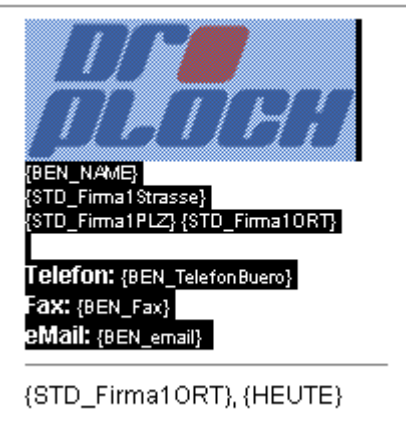 DR
PLOCH
{BEN_NAME}
{STD_Firma1Strasse}
{STD_Firma1PLZ} {STD_Firma1ORT}
Telefon: {BEN_TelefonBuero}
Fax: {BEN_Fax}
eMail: {BEN_email}
{STD_Firma1ORT}, {HEUTE}